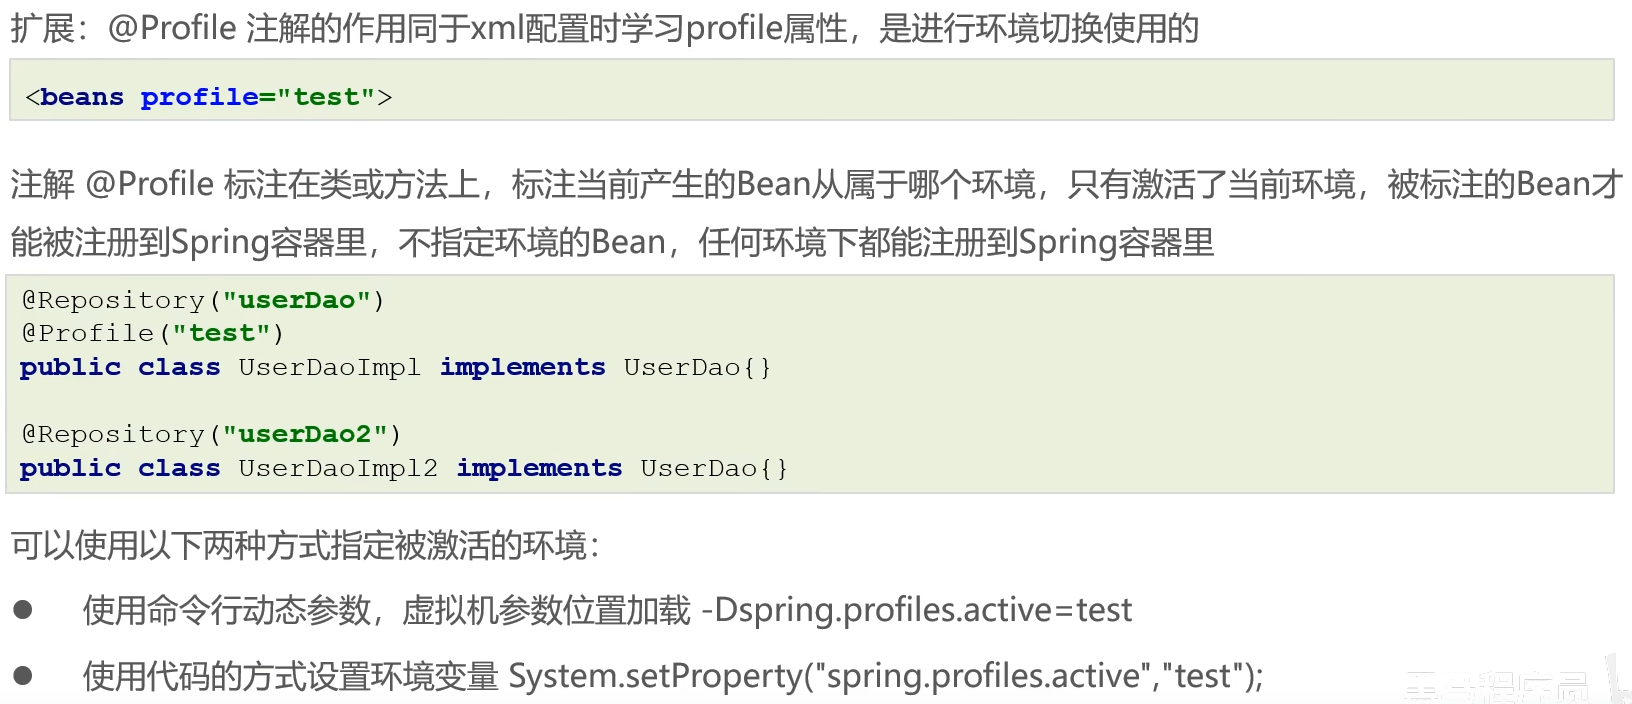 扩展：@Profile 注解的作用同于xml配置时学习profile属性，是进行环境切换使用的
<beans profile="test">
注解 @Profile 标注在类或方法上，标注当前产生的Bean从属于哪个环境，只有激活了当前环境，被标注的Bean才
能被注册到Spring容器里，不指定环境的Bean，任何环境下都能注册到Spring容器里
@Repository("userDao")
@Profile("test")
public class UserDaoImpl implements UserDao{}
@Repository("userDao2")
public class UserDaoImpl2 implements UserDao{}
可以使用以下两种方式指定被激活的环境：
● 使用命令行动态参数，虚拟机参数位置加载 -Dspring.profiles.active=test
● 使用代码的方式设置环境变量 System.setProperty("spring.profiles.active","test");